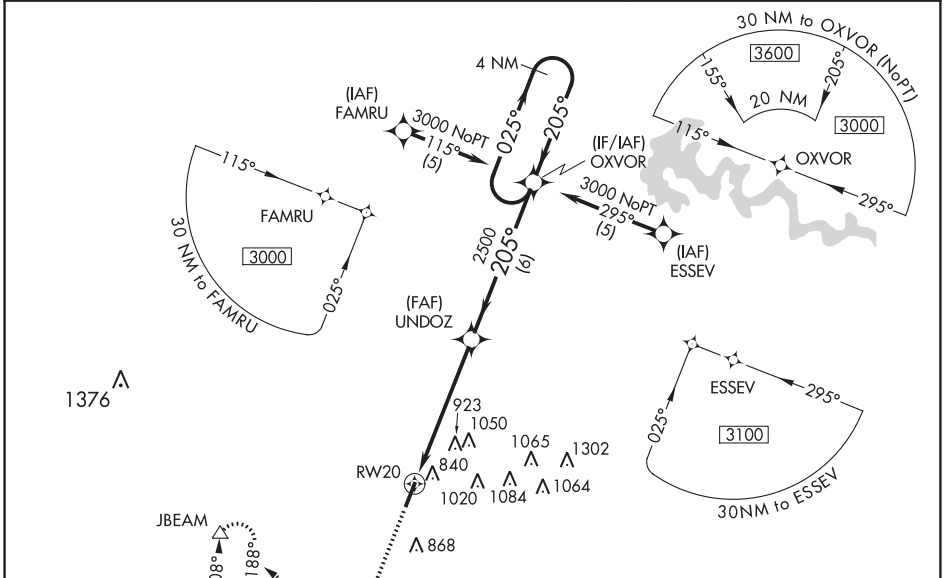 30 NM to OXVOR (NoPT)
3600
155°
205°
20 NM
3000
115°
OXVOR
295°
4 NM
(IAF)
FAMRU
3000 NoPT
115°
(5)
025°
205°
(IF/IAF)
OXVOR
3000 NoPT
295°
(5)
(IAF)
ESSEV
115°
FAMRU
3000
025°
30 NM to FAMRU
2500
205°
(6)
(FAF)
UNDOZ
1376
923
1050
840
1065
1302
RW20
1020
1084
1064
868
ESSEV
295°
025°
3100
30NM to ESSEV
JBEAM
08°
188°